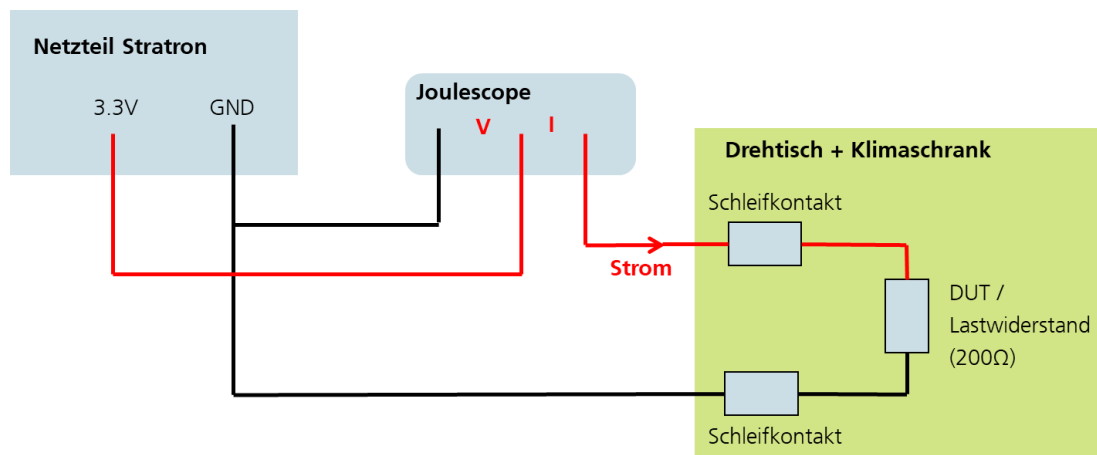 Netzteil Stratron
3.3V
GND
Joulescope
V
I
Strom
Drehtisch + Klimaschrank
Schleifkontakt
DUT /
Lastwiderstand
(200Ω)
Schleifkontakt